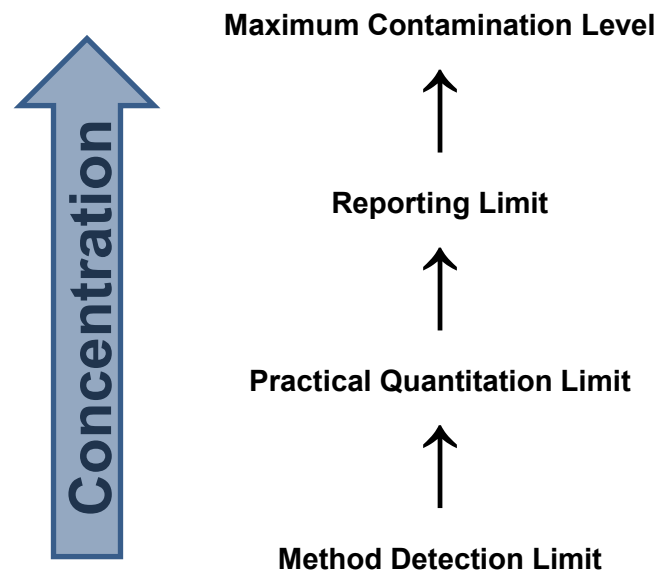 Maximum Contamination Level
Concentration
Reporting Limit
Practical Quantitation Limit
Method Detection Limit